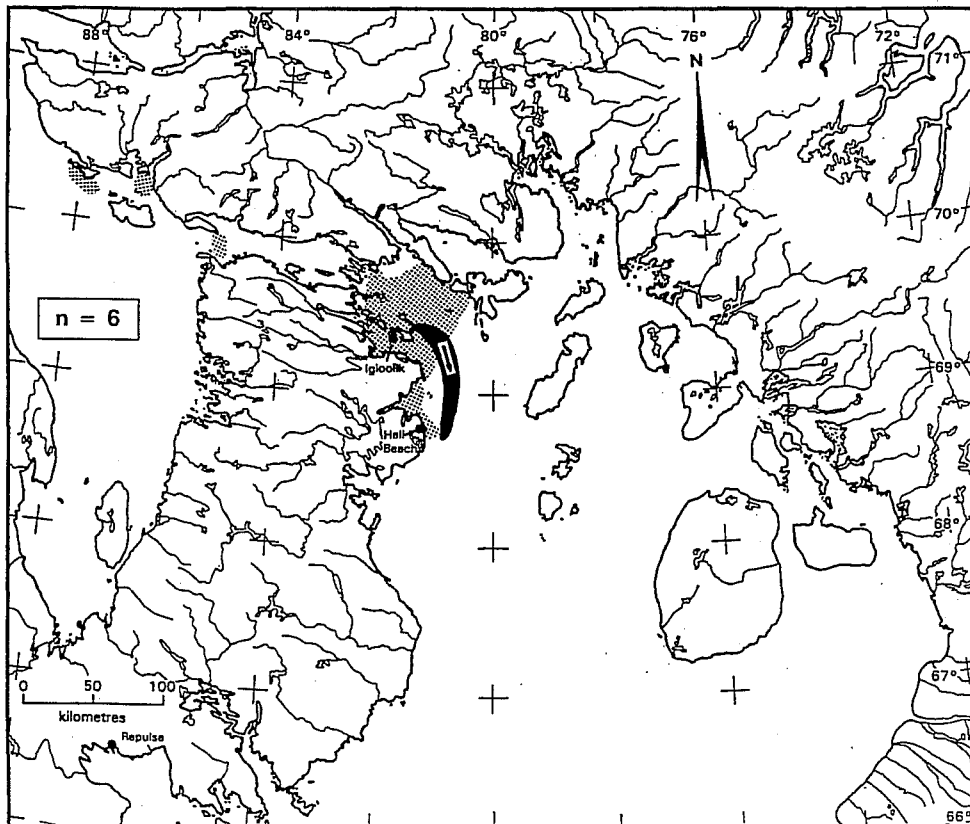 88° 84° 80° 76° 72°
N
71°
70°
n = 6
Igloolik
69°
Hall
Beach
68°
67°
0 50 100
kilometres
Repulse
66°